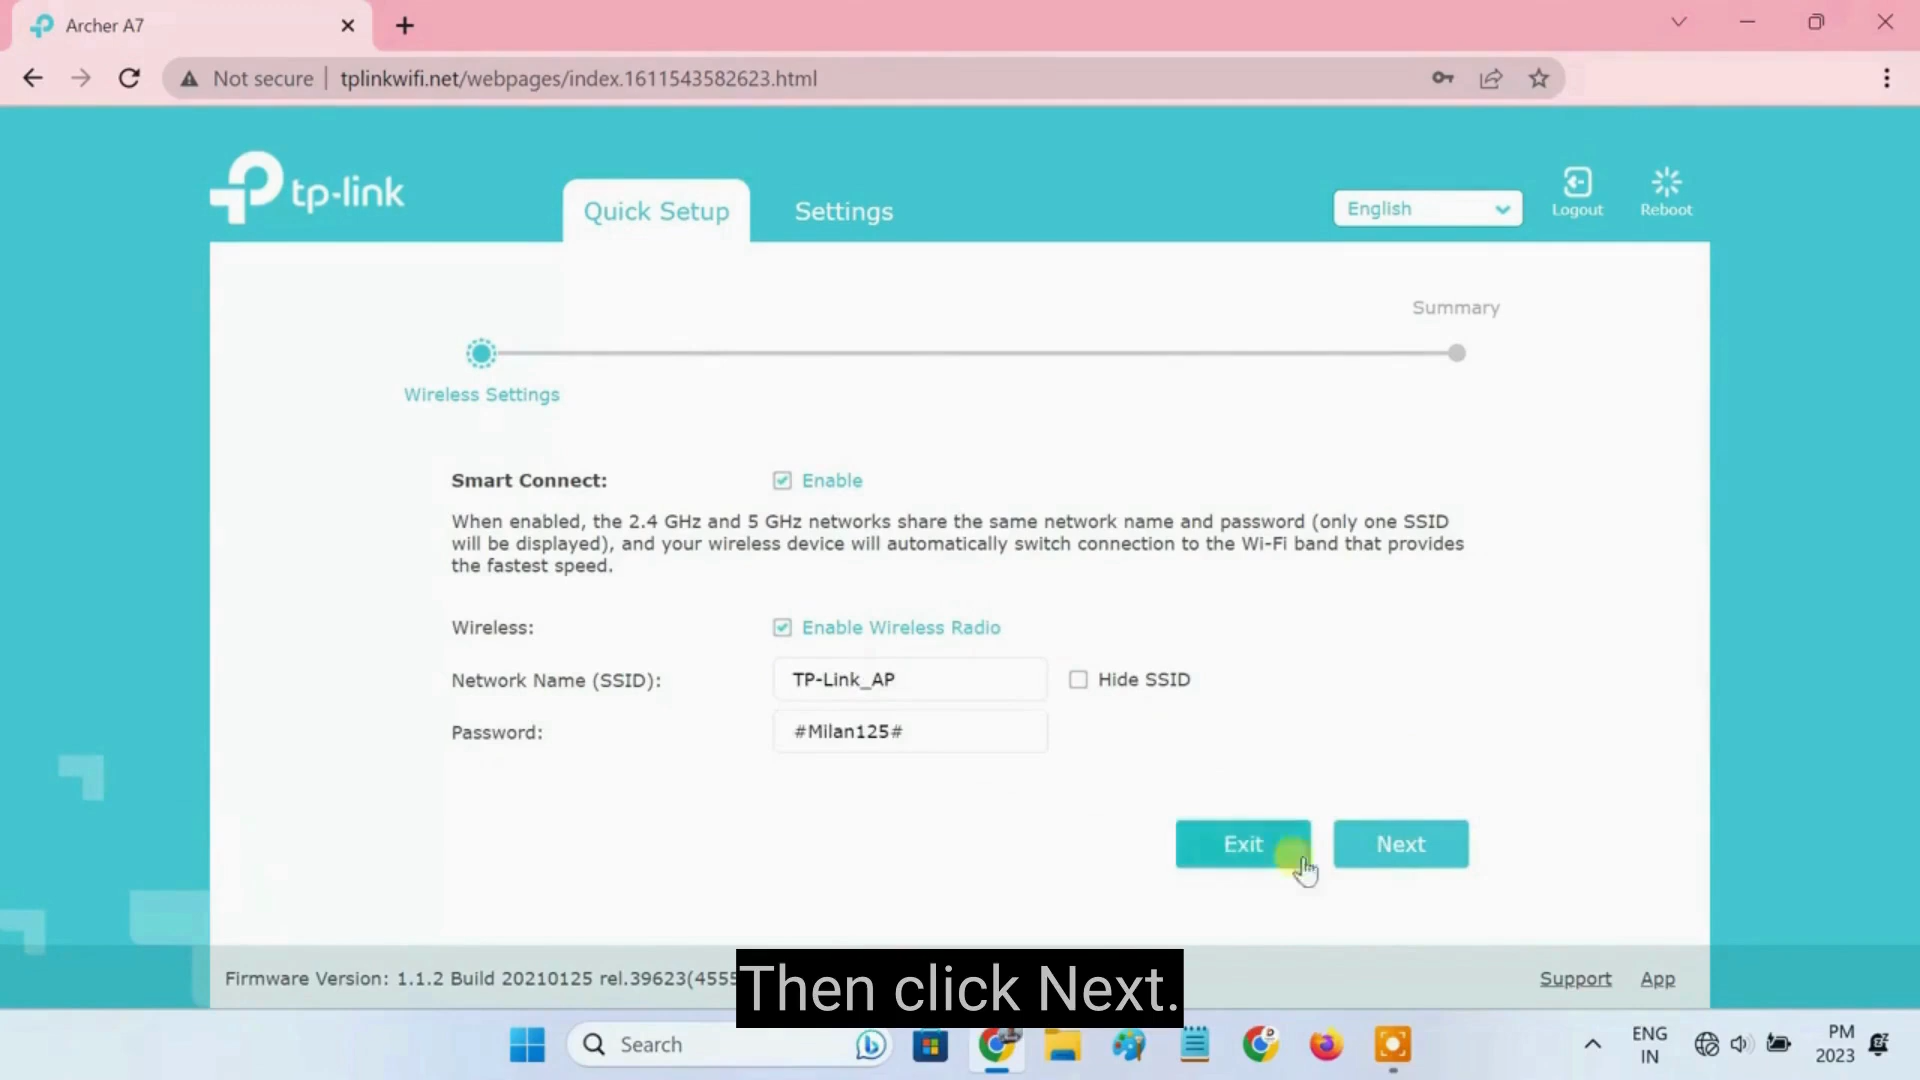 Archer A7
Not secure
tplinkwifi.net/webpages/index.1611543582623.html
tp-link
Quick Setup
Settings
English
Logout
Reboot
Summary
Wireless Settings
Smart Connect:
Enable
When enabled, the 2.4 GHz and 5 GHz networks share the same network name and password (only one SSID
will be displayed), and your wireless device will automatically switch connection to the Wi-Fi band that provides
the fastest speed.
Wireless:
Enable Wireless Radio
Network Name (SSID):
TP-Link_AP
Hide SSID
Password:
#Milan125#
Exit
Next
Firmware Version: 1.1.2 Build 20210125 rel.39623(4555
Then click Next.
Support
App
Search
ENG
IN
PM
2023